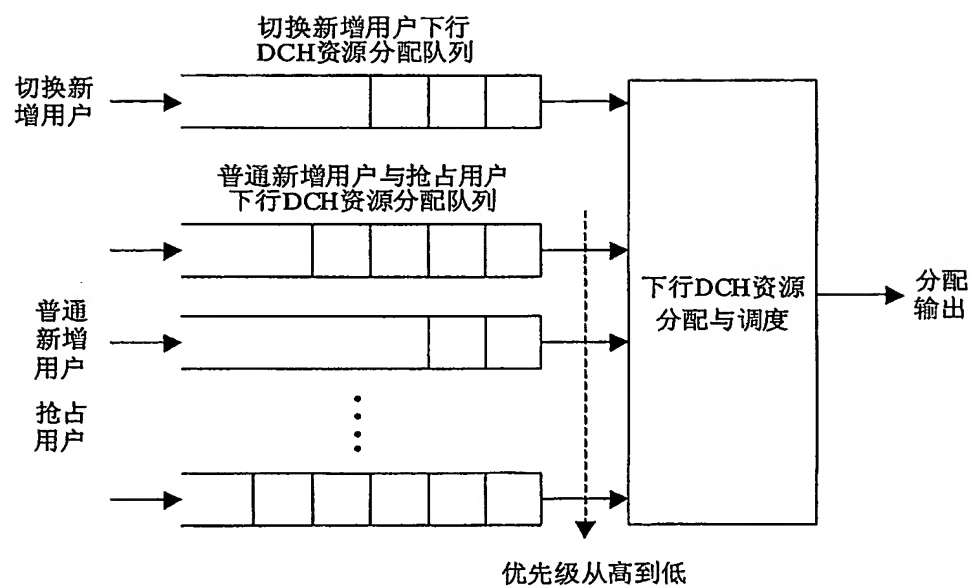 切换新增用户下行
DCH资源分配队列
切换新
增用户
普通新增用户与抢占用户
下行DCH资源分配队列
普通
新增
用户
抢占
用户
下行DCH资源
分配与调度
分配
输出
优先级从高到低